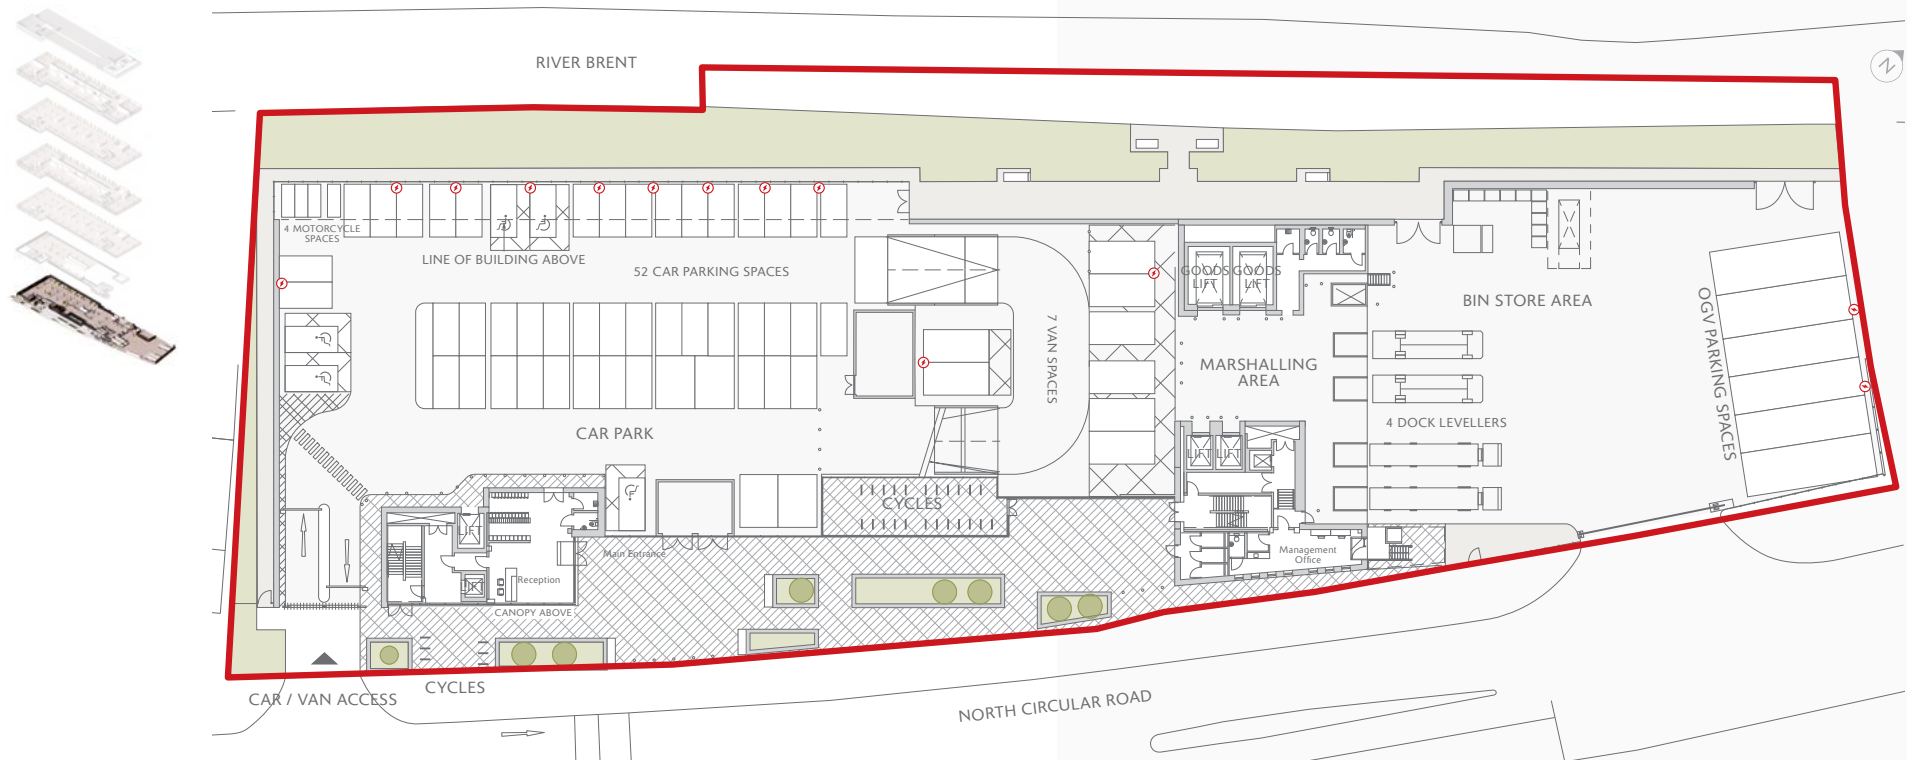 RIVER BRENT
N
4 MOTORCYCLE
SPACES
LINE OF BUILDING ABOVE
52 CAR PARKING SPACES
GOODS
LIFT
GOODS
LIFT
BIN STORE AREA
OGV PARKING SPACES
7 VAN SPACES
MARSHALLING
AREA
4 DOCK LEVELLERS
CAR PARK
LIFT
LIFT
CYCLES
LIFT
Main Entrance
Management
Office
Reception
LIFT
CANOPY ABOVE
CYCLES
CAR / VAN ACCESS
NORTH CIRCULAR ROAD